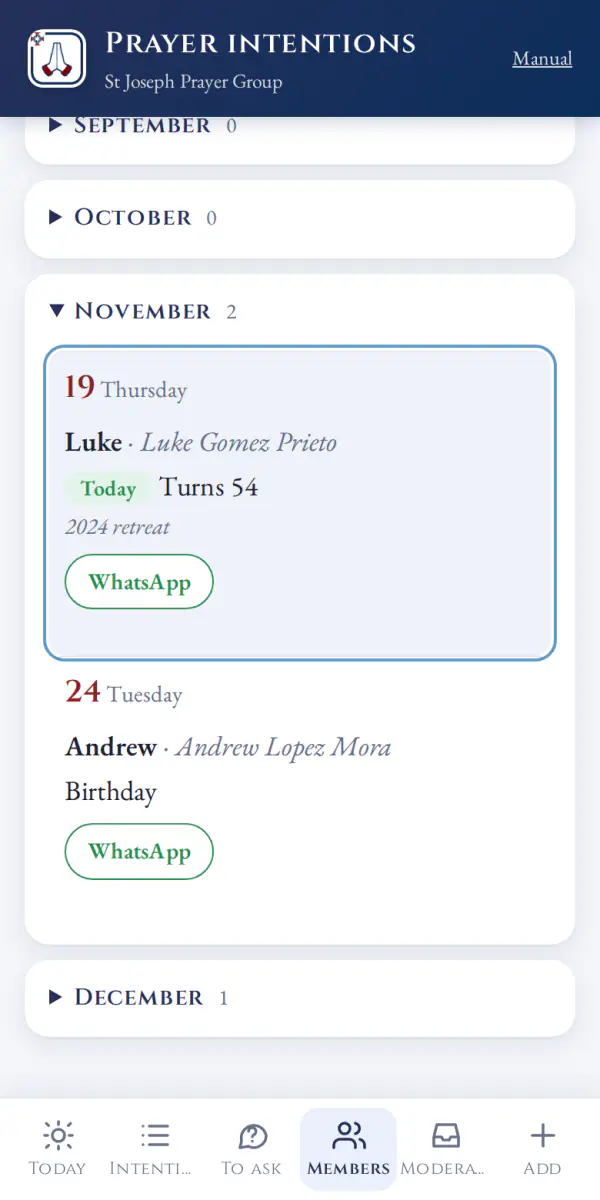 Prayer intentions
St Joseph Prayer Group
Manual
▶ September 0
▶ October 0
▼ November 2
19 Thursday
Luke · Luke Gomez Prieto
Today Turns 54
2024 retreat
WhatsApp
24 Tuesday
Andrew · Andrew Lopez Mora
Birthday
WhatsApp
▶ December 1
Today
Intenti...
To ask
Members
Modera...
Add